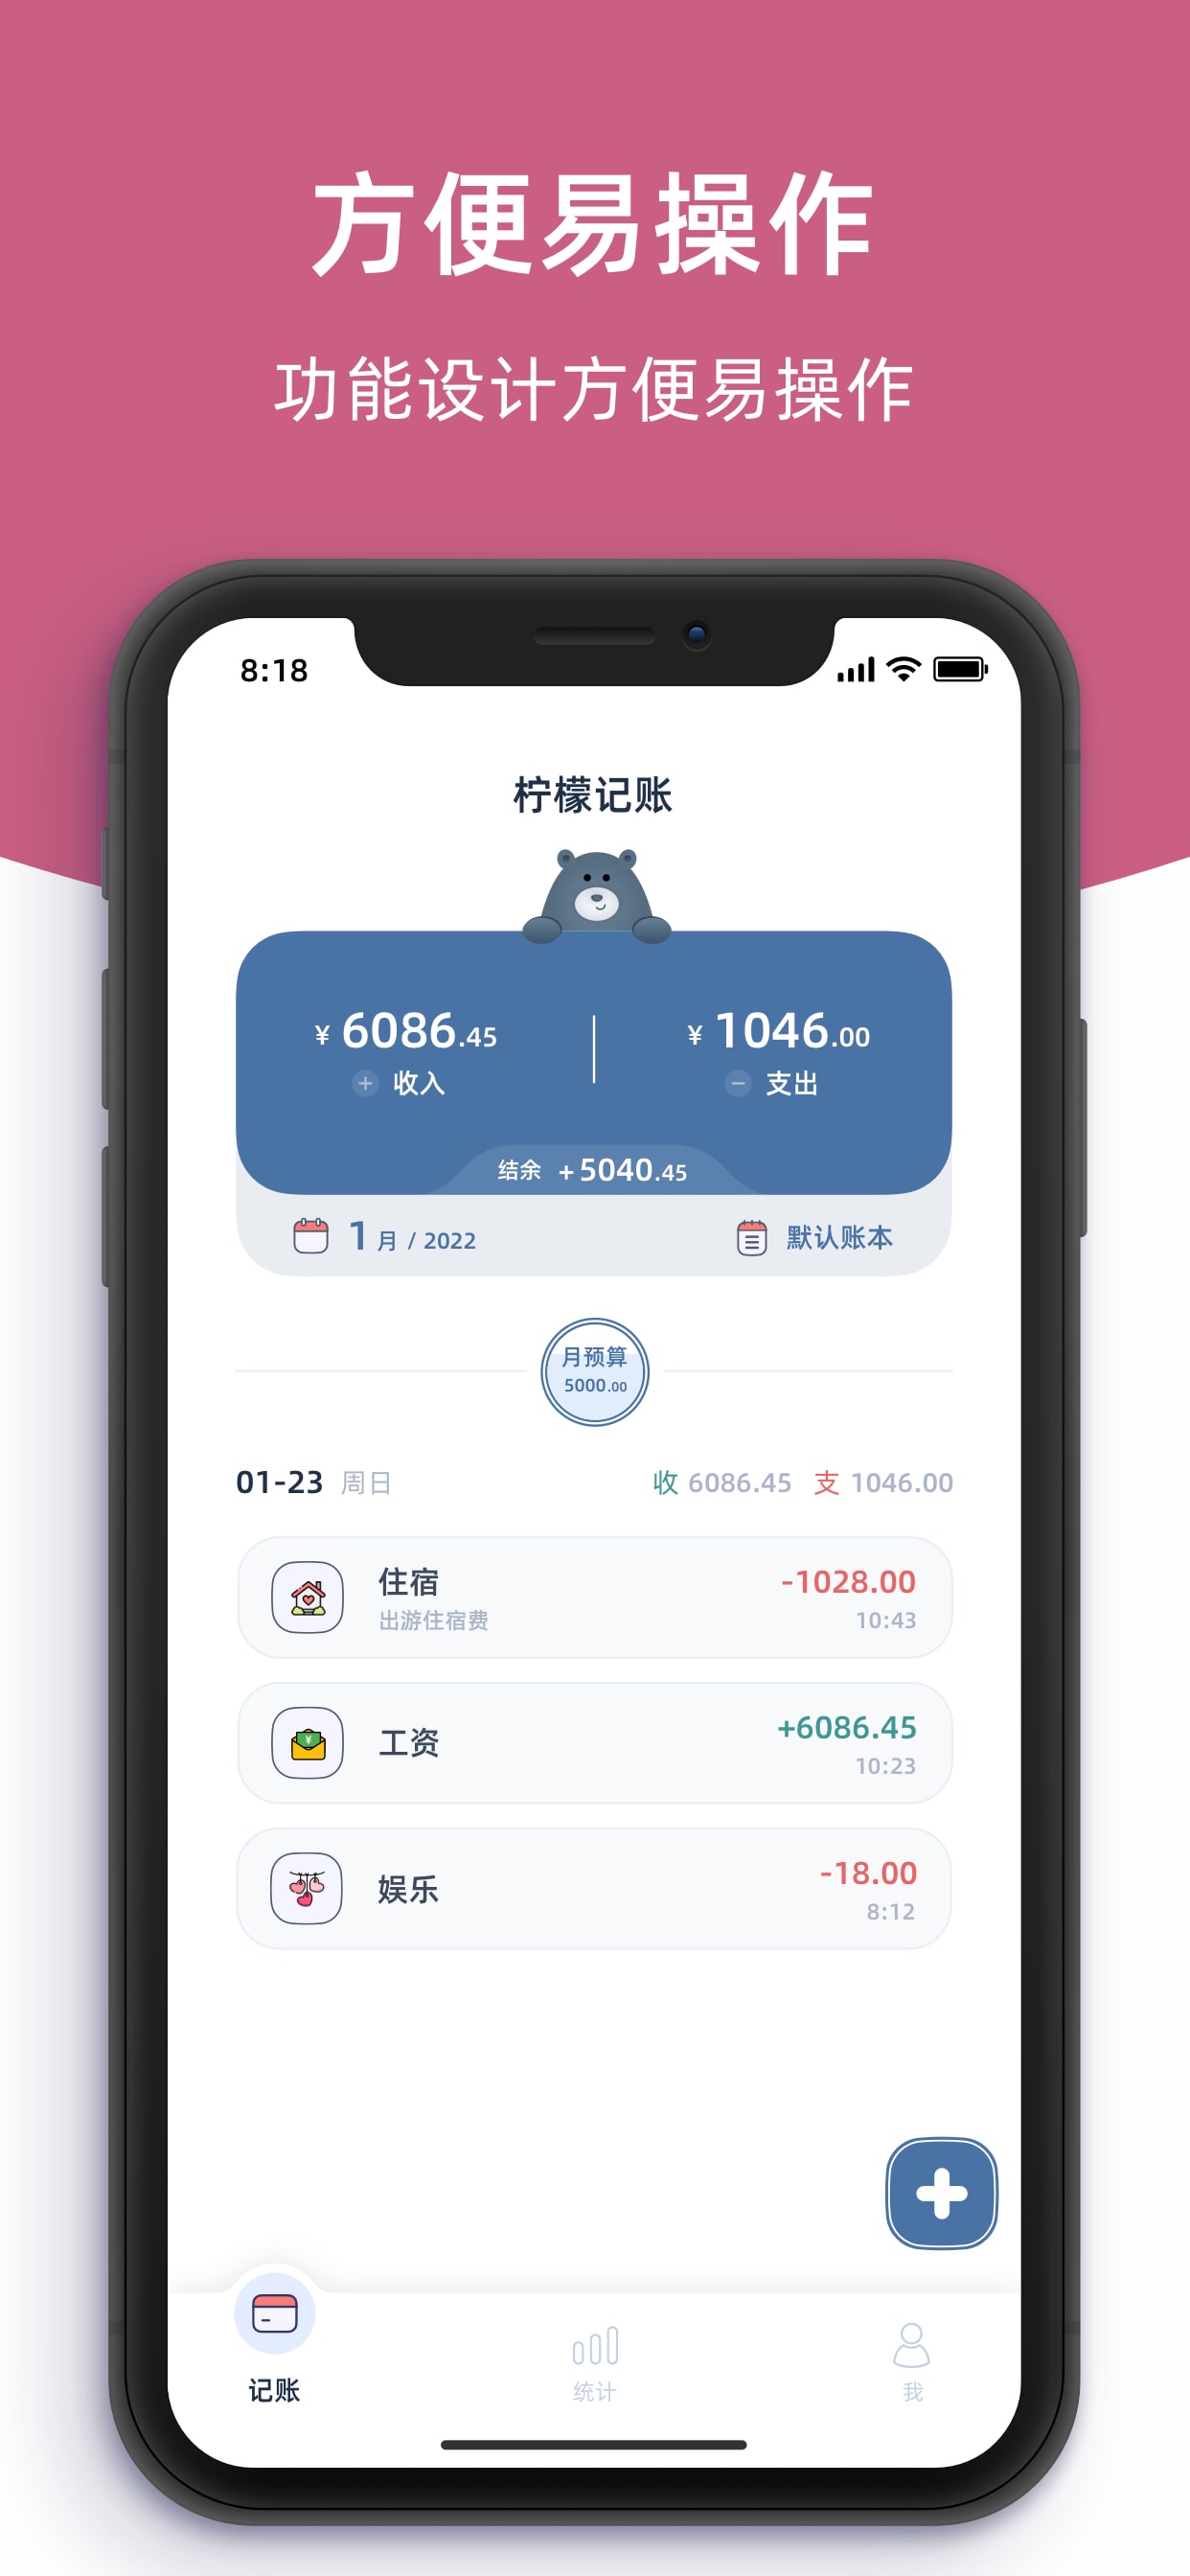 方便易操作
功能设计方便易操作
8:18
柠檬记账
¥ 6086.45 ¥ 1046.00
+ 收入 − 支出
结余 +5040.45
1月 / 2022 默认账本
月预算
5000.00
01-23 周日 收 6086.45 支 1046.00
住宿 -1028.00
出游住宿费 10:43
工资 +6086.45
10:23
娱乐 -18.00
8:12
记账 统计 我